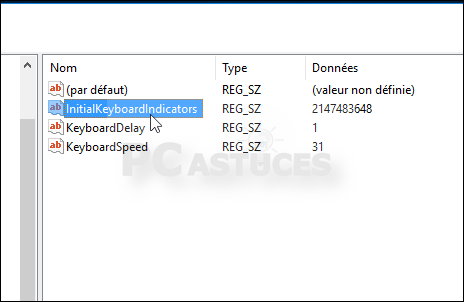 Nom Type Données
(par défaut) REG_SZ (valeur non définie)
InitialKeyboardIndicators REG_SZ 2147483648
KeyboardDelay REG_SZ 1
KeyboardSpeed REG_SZ 31
PC ASTUCES